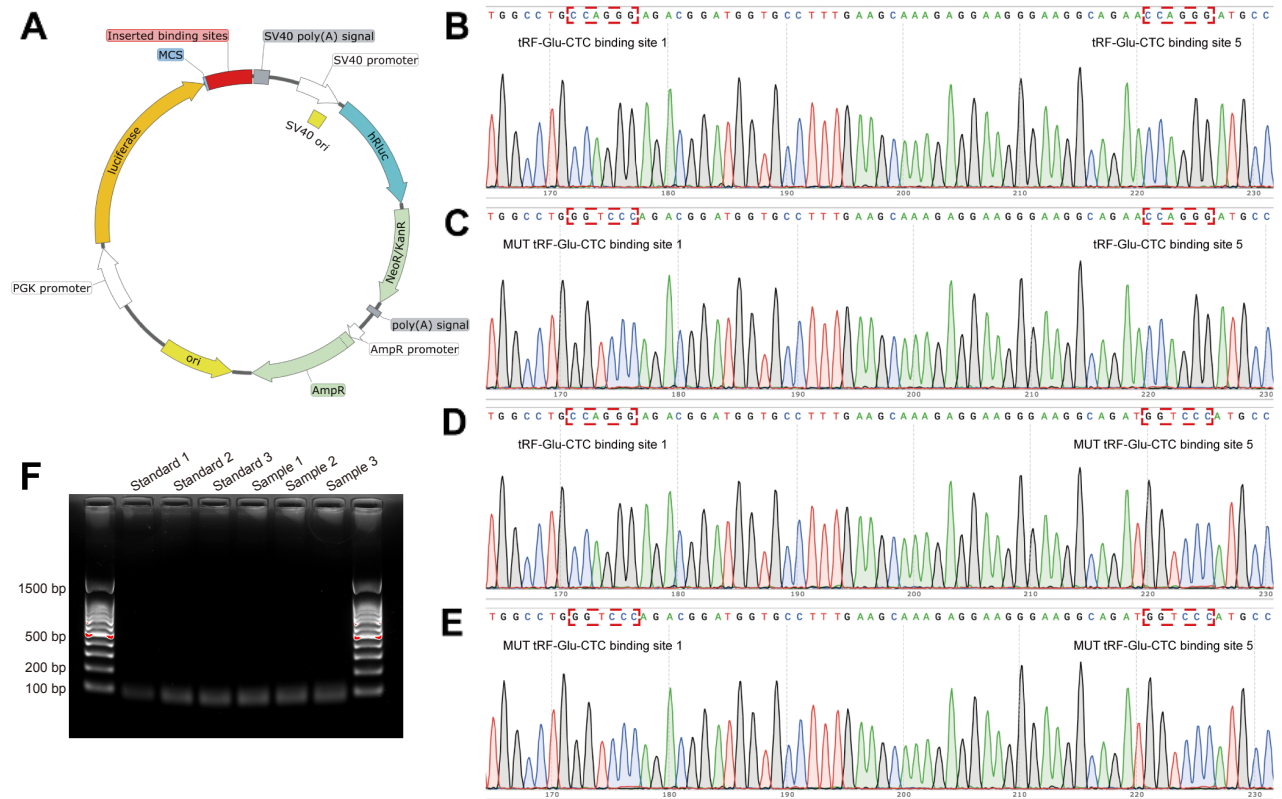 A
Inserted binding sites
SV40 poly(A) signal
MCS
SV40 promoter
SV40 ori
luciferase
hRluc
NeoR/KanR
PGK promoter
poly(A) signal
AmpR promoter
ori
AmpR
B
T G G C C T G C C A G G G A G A C G G A T G G T G C C T T T G A A G C A A A G A G G A A G G G A A G G C A G A A C C A G G G A T G C C
tRF-Glu-CTC binding site 1
tRF-Glu-CTC binding site 5
170 180 190 200 210 220 230
C
T G G C C T G G G T C C C A G A C G G A T G G T G C C T T T G A A G C A A A G A G G A A G G G A A G G C A G A A C C A G G G A T G C C
MUT tRF-Glu-CTC binding site 1
tRF-Glu-CTC binding site 5
170 180 190 200 210 220 230
D
T G G C C T G C C A G G G A G A C G G A T G G T G C C T T T G A A G C A A A G A G G A A G G G A A G G C A G A T G G T C C C A T G C C
tRF-Glu-CTC binding site 1
MUT tRF-Glu-CTC binding site 5
170 180 190 200 210 220 230
E
T G G C C T G G G T C C C A G A C G G A T G G T G C C T T T G A A G C A A A G A G G A A G G G A A G G C A G A T G G T C C C A T G C C
MUT tRF-Glu-CTC binding site 1
MUT tRF-Glu-CTC binding site 5
170 180 190 200 210 220 230
F
Standard 1
Standard 2
Standard 3
Sample 1
Sample 2
Sample 3
1500 bp
500 bp
200 bp
100 bp